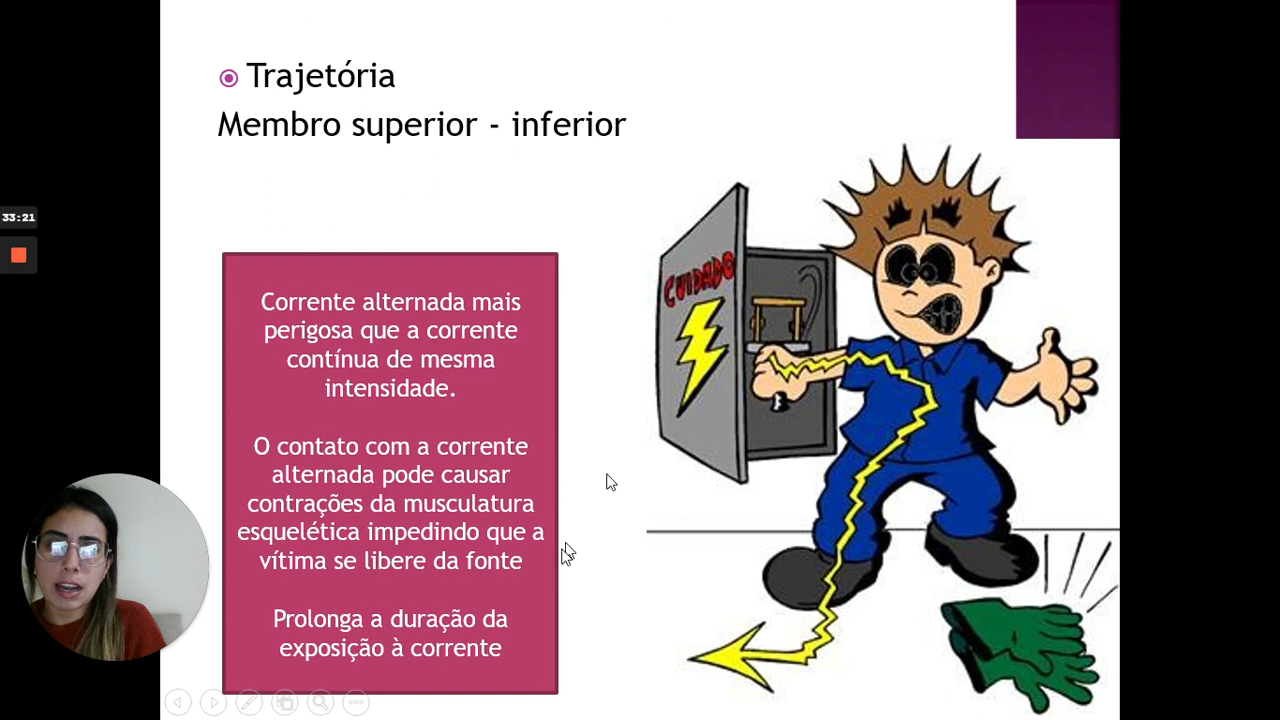 Trajetória
Membro superior - inferior
33:21
CUIDADO
Corrente alternada mais
perigosa que a corrente
contínua de mesma
intensidade.
O contato com a corrente
alternada pode causar
contrações da musculatura
esquelética impedindo que a
vítima se libere da fonte
Prolonga a duração da
exposição à corrente